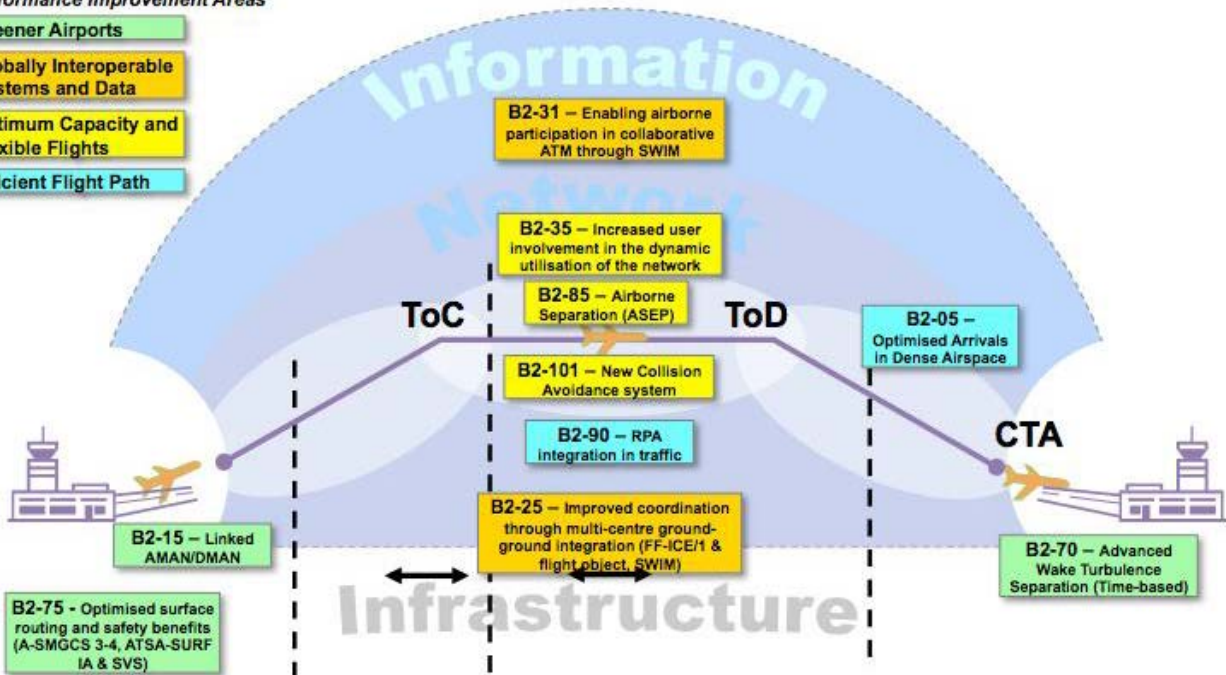 formance Improvement Areas
eener Airports
obally Interoperable
stems and Data
timum Capacity and
xible Flights
icient Flight Path
Information
B2-31 – Enabling airborne
participation in collaborative
ATM through SWIM
Network
B2-35 – Increased user
involvement in the dynamic
utilisation of the network
ToC
B2-85 – Airborne
Separation (ASEP)
ToD
B2-05 –
Optimised Arrivals
in Dense Airspace
B2-101 – New Collision
Avoidance system
B2-90 – RPA
integration in traffic
CTA
B2-25 – Improved coordination
through multi-centre ground-
ground integration (FF-ICE/1 &
flight object, SWIM)
B2-15 – Linked
AMAN/DMAN
B2-70 – Advanced
Wake Turbulence
Separation (Time-based)
Infrastructure
B2-75 - Optimised surface
routing and safety benefits
(A-SMGCS 3-4, ATSA-SURF
IA & SVS)